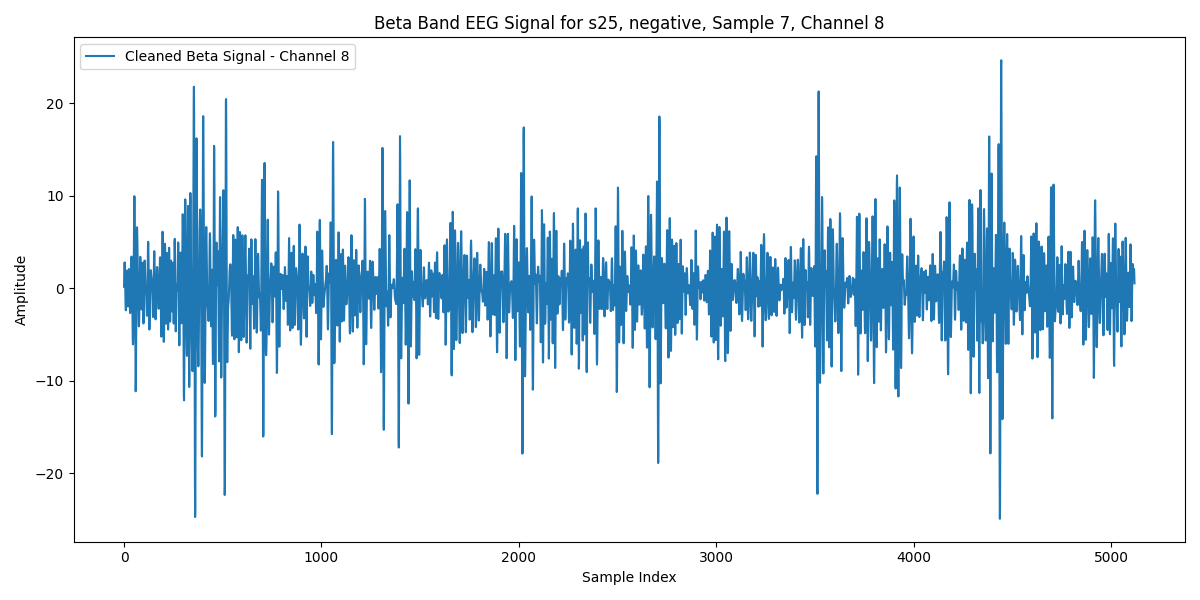 Beta Band EEG Signal for s25, negative, Sample 7, Channel 8
Cleaned Beta Signal - Channel 8
20
10
0
−10
−20
Amplitude
0 1000 2000 3000 4000 5000
Sample Index